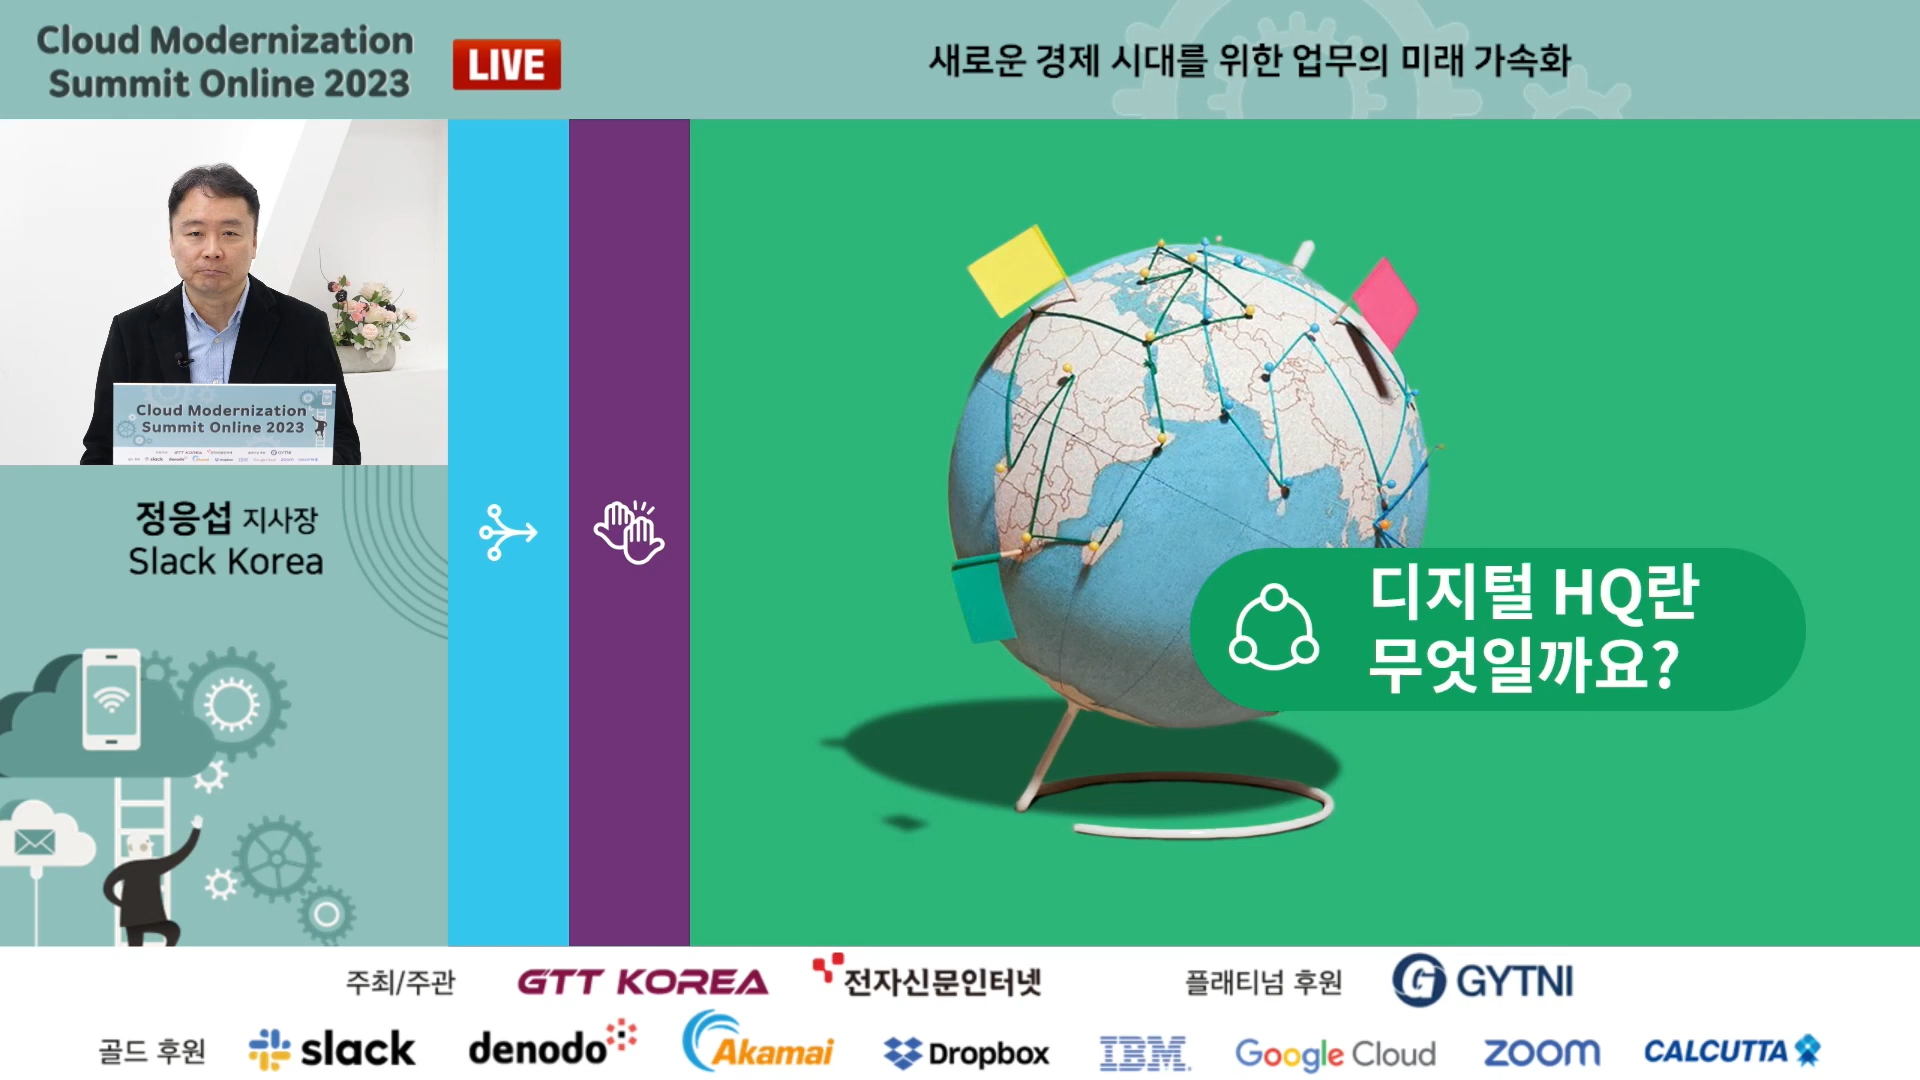 Cloud Modernization
Summit Online 2023
LIVE
새로운 경제 시대를 위한 업무의 미래 가속화
Cloud Modernization
Summit Online 2023
정응섭 지사장
Slack Korea
디지털 HQ란
무엇일까요?
주최/주관 GTT KOREA 전자신문인터넷 플래티넘 후원 GYTNI
골드 후원 slack denodo Akamai Dropbox IBM Google Cloud zoom CALCUTTA